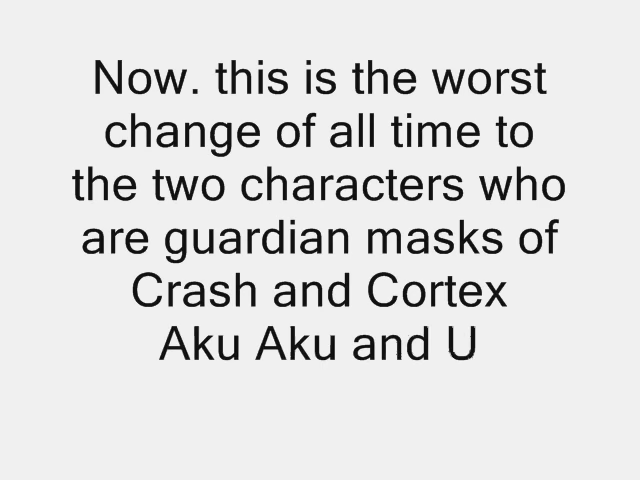 Now. this is the worst
change of all time to
the two characters who
are guardian masks of
Crash and Cortex
Aku Aku and U